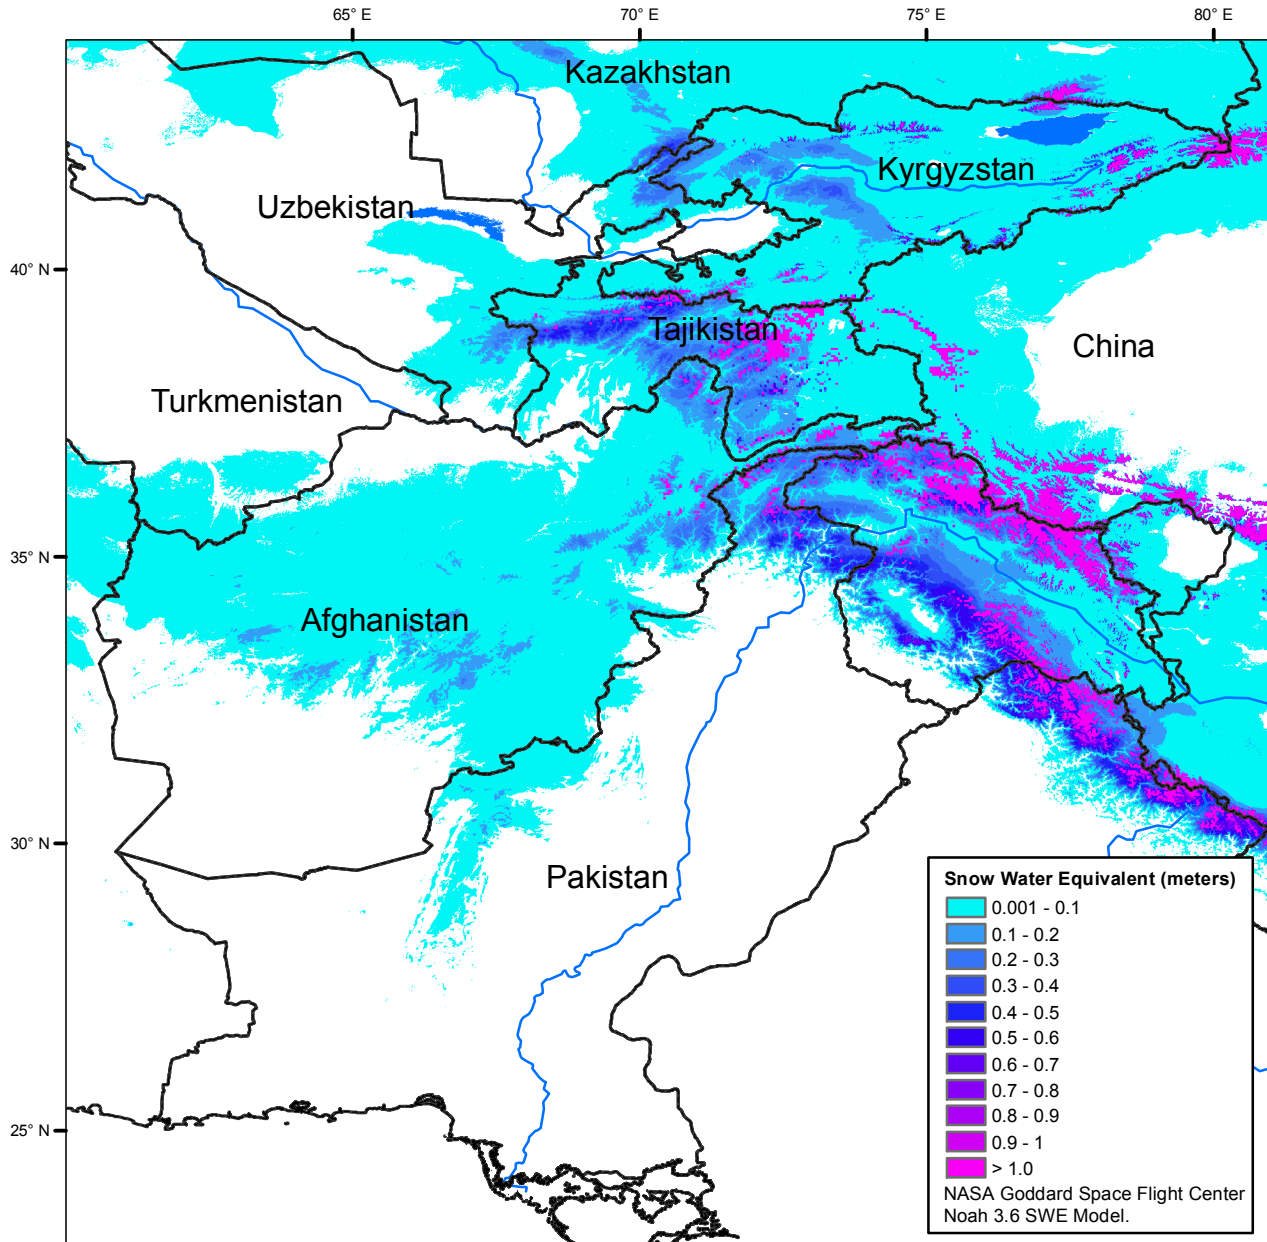 65° E
70° E
75° E
80° E
Kazakhstan
Kyrgyzstan
Uzbekistan
40° N
Tajikistan
China
Turkmenistan
35° N
Afghanistan
30° N
Pakistan
25° N
Snow Water Equivalent (meters)
0.001 - 0.1
0.1 - 0.2
0.2 - 0.3
0.3 - 0.4
0.4 - 0.5
0.5 - 0.6
0.6 - 0.7
0.7 - 0.8
0.8 - 0.9
0.9 - 1
> 1.0
NASA Goddard Space Flight Center
Noah 3.6 SWE Model.